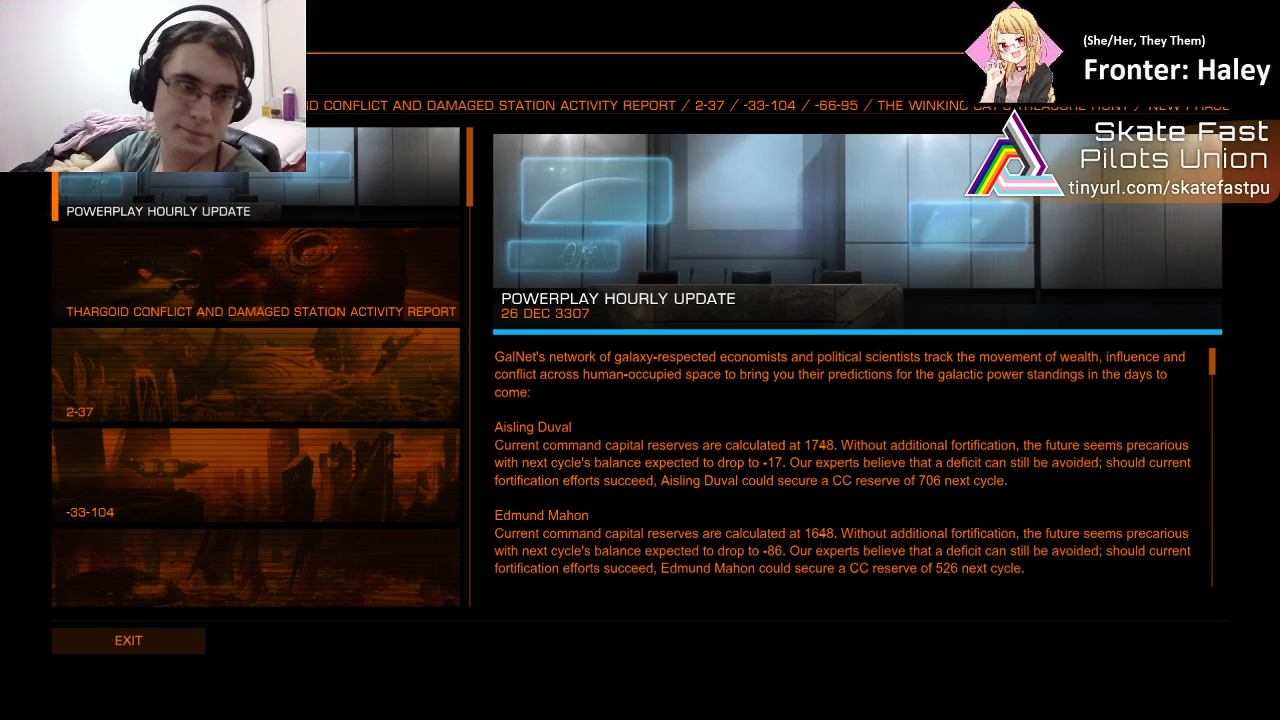 (She/Her, They Them)
Fronter: Haley
CONFLICT AND DAMAGED STATION ACTIVITY REPORT / 2-37 / -33-104 / -66-95 / THE WINKING
Skate Fast
Pilots Union
tinyurl.com/skatefastpu
POWERPLAY HOURLY UPDATE
THARGOID CONFLICT AND DAMAGED STATION ACTIVITY REPORT
2-37
-33-104
POWERPLAY HOURLY UPDATE
26 DEC 3307
GalNet's network of galaxy-respected economists and political scientists track the movement of wealth, influence and
conflict across human-occupied space to bring you their predictions for the galactic power standings in the days to
come:
Aisling Duval
Current command capital reserves are calculated at 1748. Without additional fortification, the future seems precarious
with next cycle's balance expected to drop to -17. Our experts believe that a deficit can still be avoided; should current
fortification efforts succeed, Aisling Duval could secure a CC reserve of 706 next cycle.
Edmund Mahon
Current command capital reserves are calculated at 1648. Without additional fortification, the future seems precarious
with next cycle's balance expected to drop to -86. Our experts believe that a deficit can still be avoided; should current
fortification efforts succeed, Edmund Mahon could secure a CC reserve of 526 next cycle.
EXIT